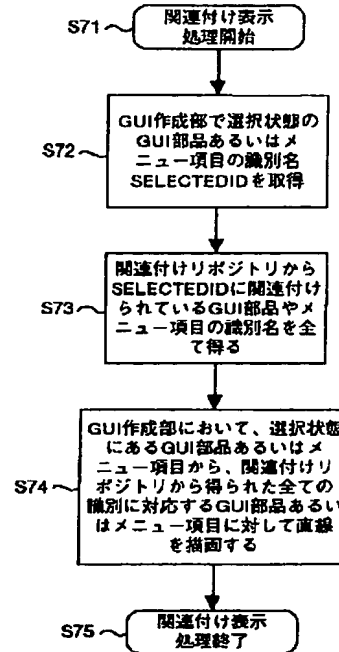 S71
関連付け表示
処理開始
S72
GUI作成部で選択状態の
GUI部品あるいはメ
ニュー項目の識別名
SELECTEDIDを取得
S73
関連付けリポジトリから
SELECTEDIDに関連付け
られているGUI部品やメ
ニュー項目の識別名を全
て得る
S74
GUI作成部において、選択状態
にあるGUI部品あるいはメ
ニュー項目から、関連付けリ
ポジトリから得られた全ての
識別に対応するGUI部品あるい
はメニュー項目に対して直線
を描画する
S75
関連付け表示
処理終了